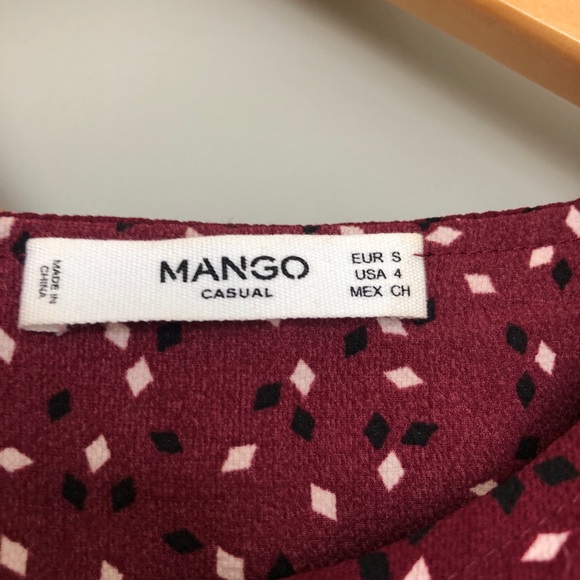 MADE IN
CHINA
MANGO
CASUAL
EUR S
USA 4
MEX CH